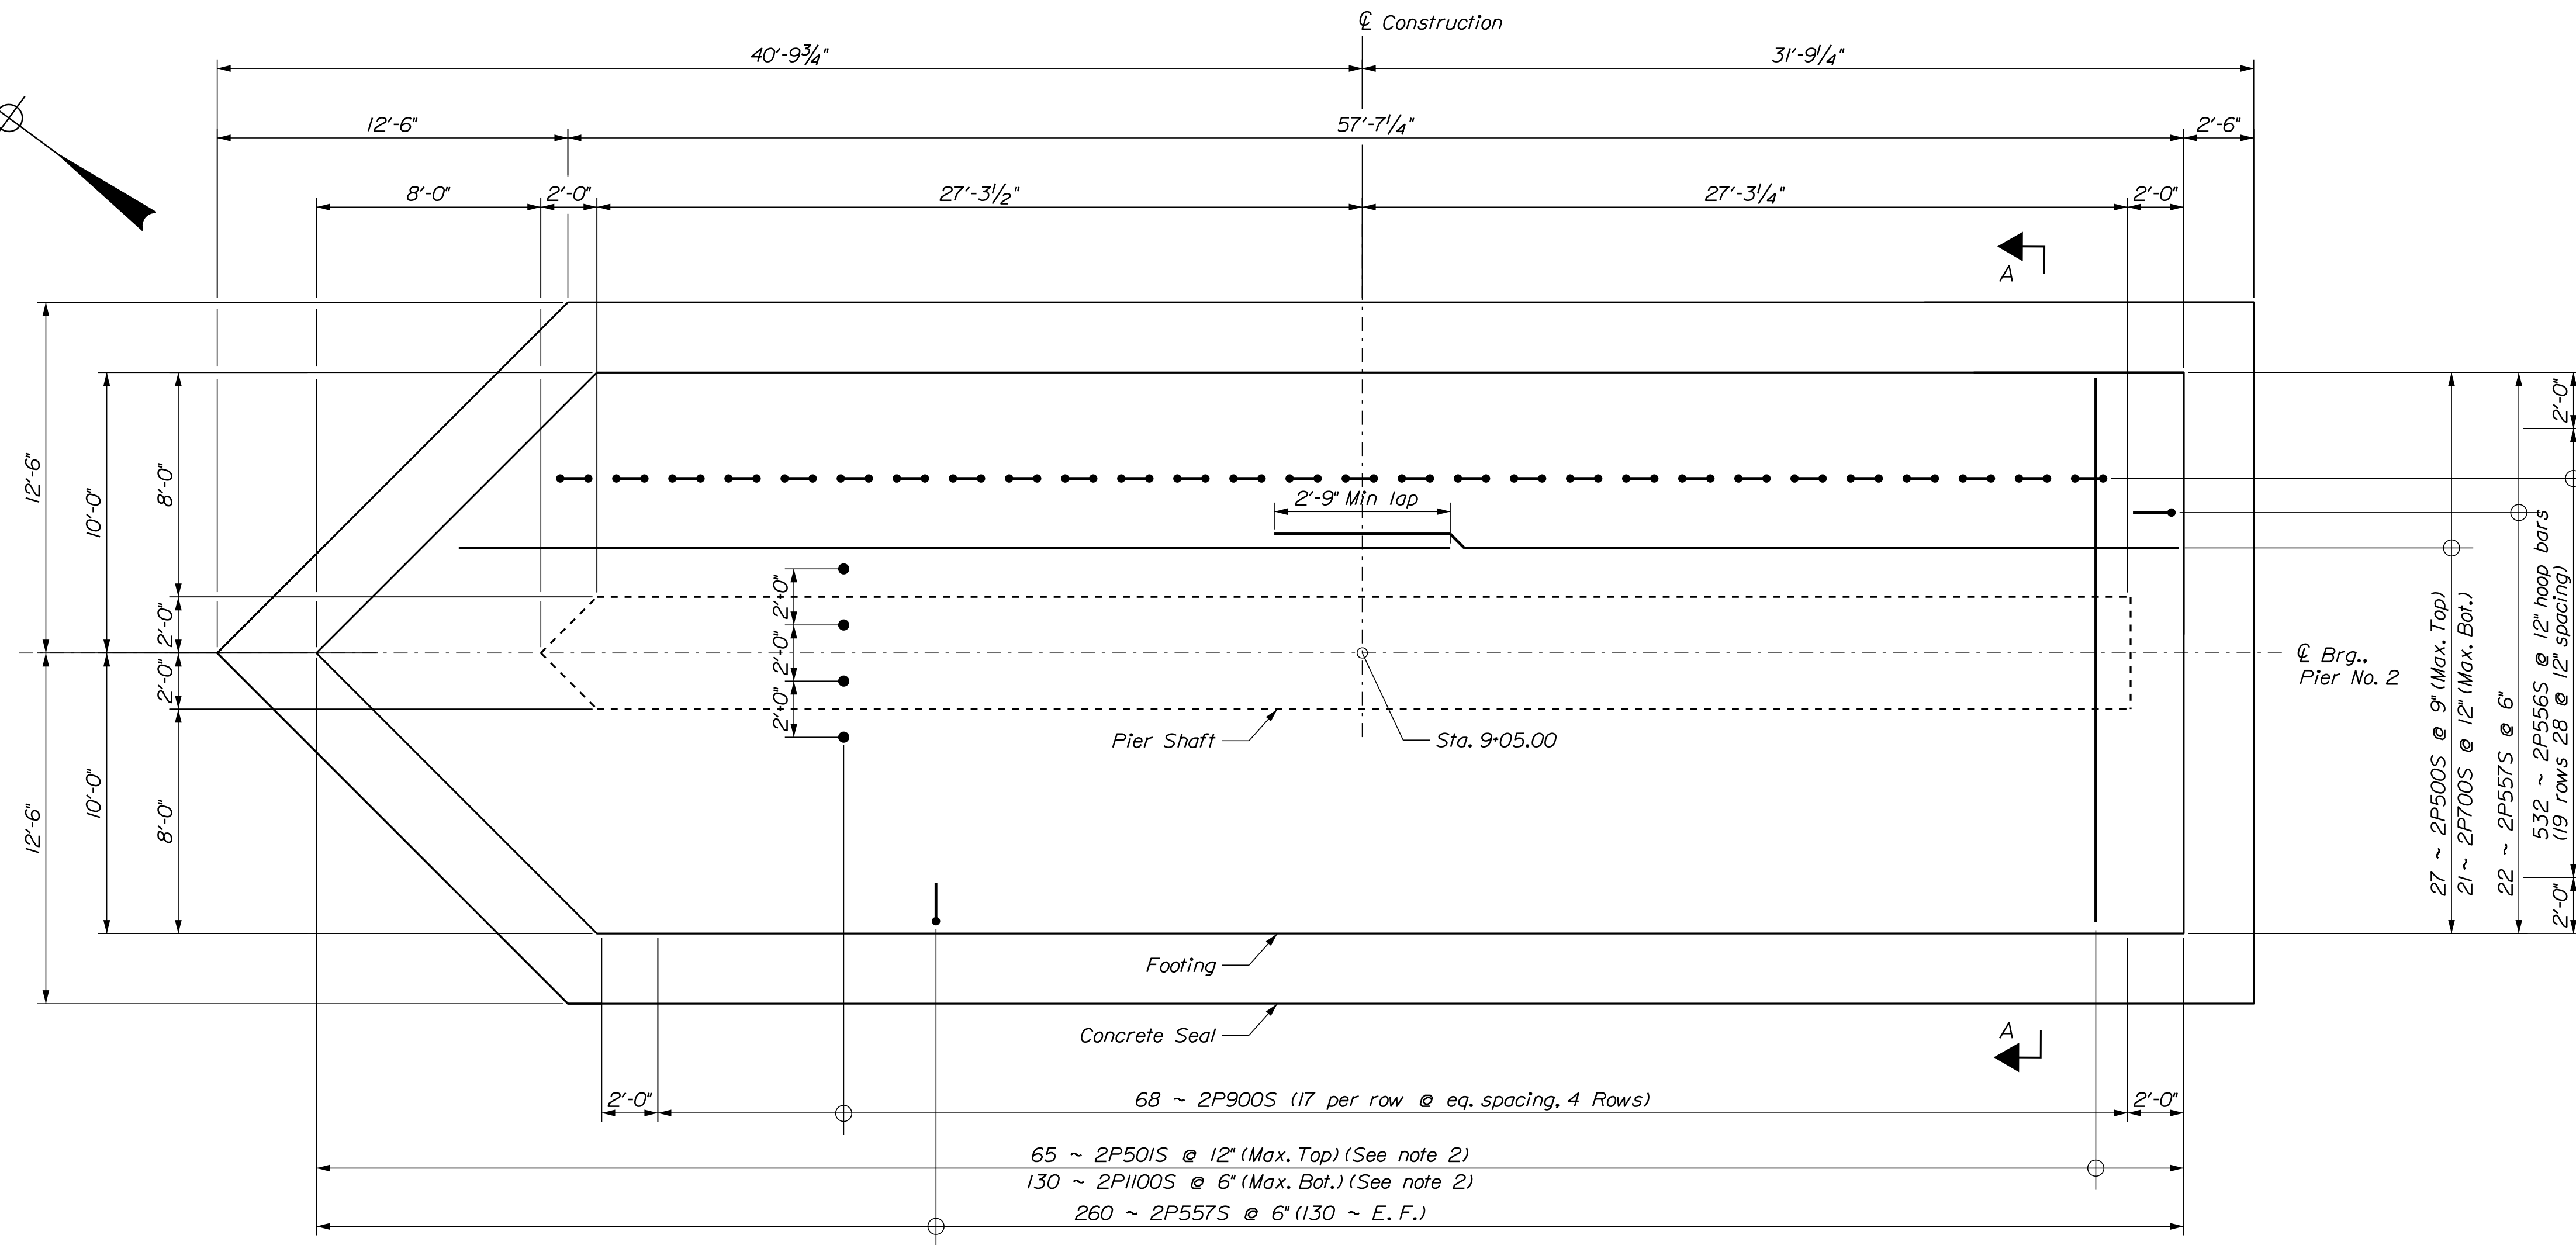 ℄ Construction
40'-9¾"
31'-9¼"
12'-6"
57'-7¼"
2'-6"
8'-0"
2'-0"
27'-3½"
27'-3¼"
2'-0"
A
12'-6"
10'-0"
8'-0"
2'-0"
2'-0"
12'-6"
10'-0"
8'-0"
2'-9" Min lap
2'-0"
2'-0"
2'-0"
Pier Shaft
Sta. 9+05.00
℄ Brg.,
Pier No. 2
27 ~ 2P500S @ 9" (Max. Top)
21 ~ 2P700S @ 12" (Max. Bot.)
22 ~ 2P557S @ 6"
532 ~ 2P556S @ 12" hoop bars
(19 rows 28 @ 12" spacing)
2'-0"
2'-0"
Footing
Concrete Seal
A
2'-0"
68 ~ 2P900S (17 per row @ eq. spacing, 4 Rows)
2'-0"
65 ~ 2P501S @ 12" (Max. Top) (See note 2)
130 ~ 2P1100S @ 6" (Max. Bot.) (See note 2)
260 ~ 2P557S @ 6" (130 ~ E. F.)